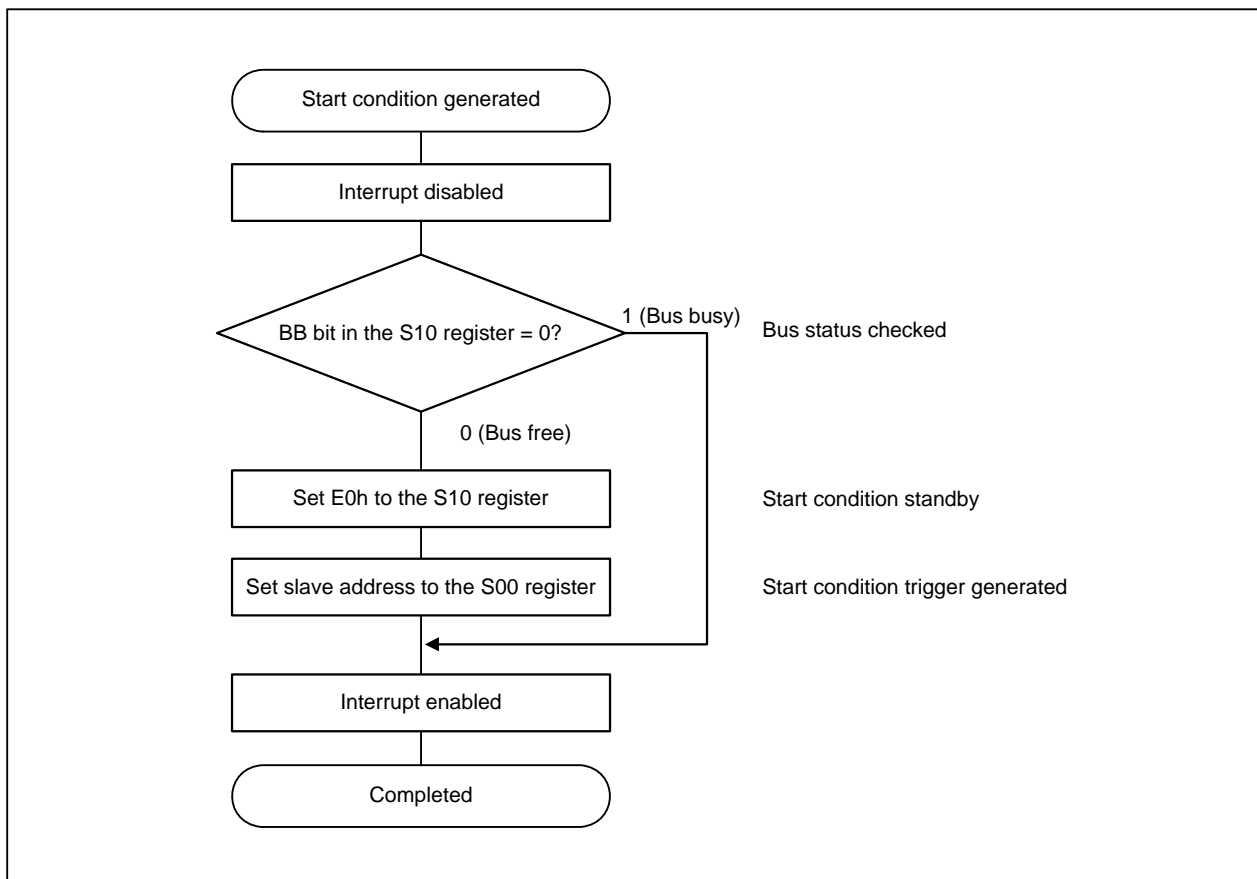 Start condition generated
Interrupt disabled
BB bit in the S10 register = 0?
1 (Bus busy)
Bus status checked
0 (Bus free)
Set E0h to the S10 register
Start condition standby
Set slave address to the S00 register
Start condition trigger generated
Interrupt enabled
Completed